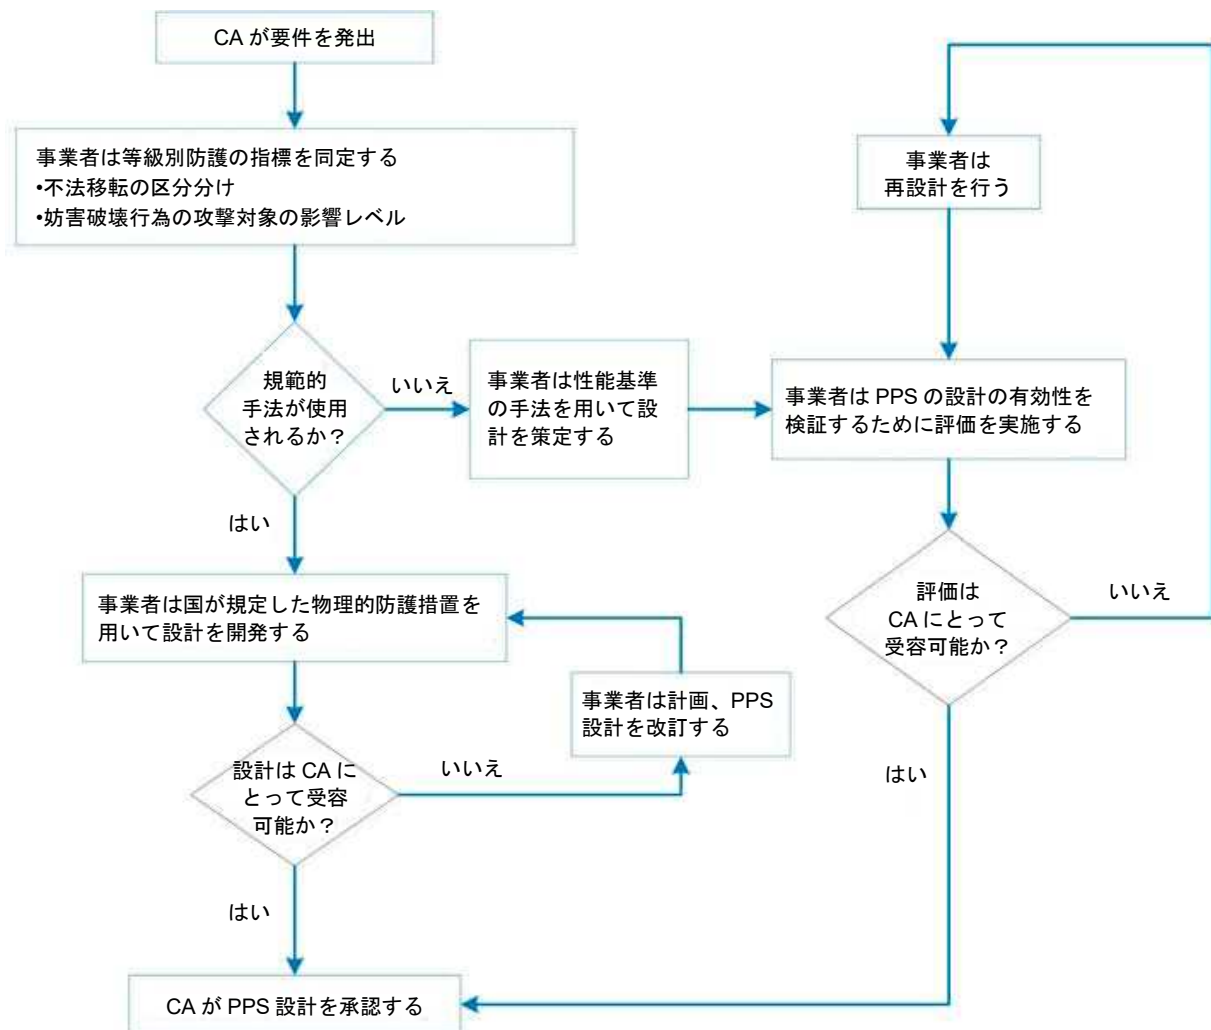 CA が要件を発出
事業者は等級別防護の指標を同定する
•不法移転の区分分け
•妨害破壊行為の攻撃対象の影響レベル
規範的
手法が使用
されるか？
いいえ
事業者は性能基準
の手法を用いて設
計を策定する
はい
事業者は国が規定した物理的防護措置を
用いて設計を開発する
設計は CA に
とって受容
可能か？
いいえ
事業者は計画、PPS
設計を改訂する
はい
CA が PPS 設計を承認する
事業者は
再設計を行う
事業者は PPS の設計の有効性を
検証するために評価を実施する
評価は
CA にとって
受容可能か？
いいえ
はい